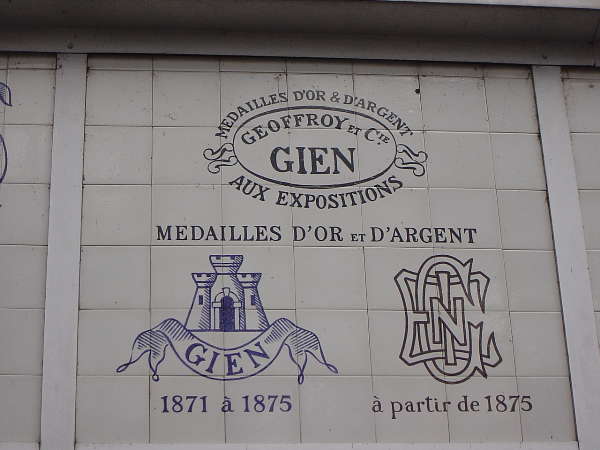 MEDAILLES D'OR & D'ARGENT
GEOFFROY ET CIE
GIEN
AUX EXPOSITIONS
MEDAILLES D'OR ET D'ARGENT
GIEN
GIEN
1871 à 1875
à partir de 1875